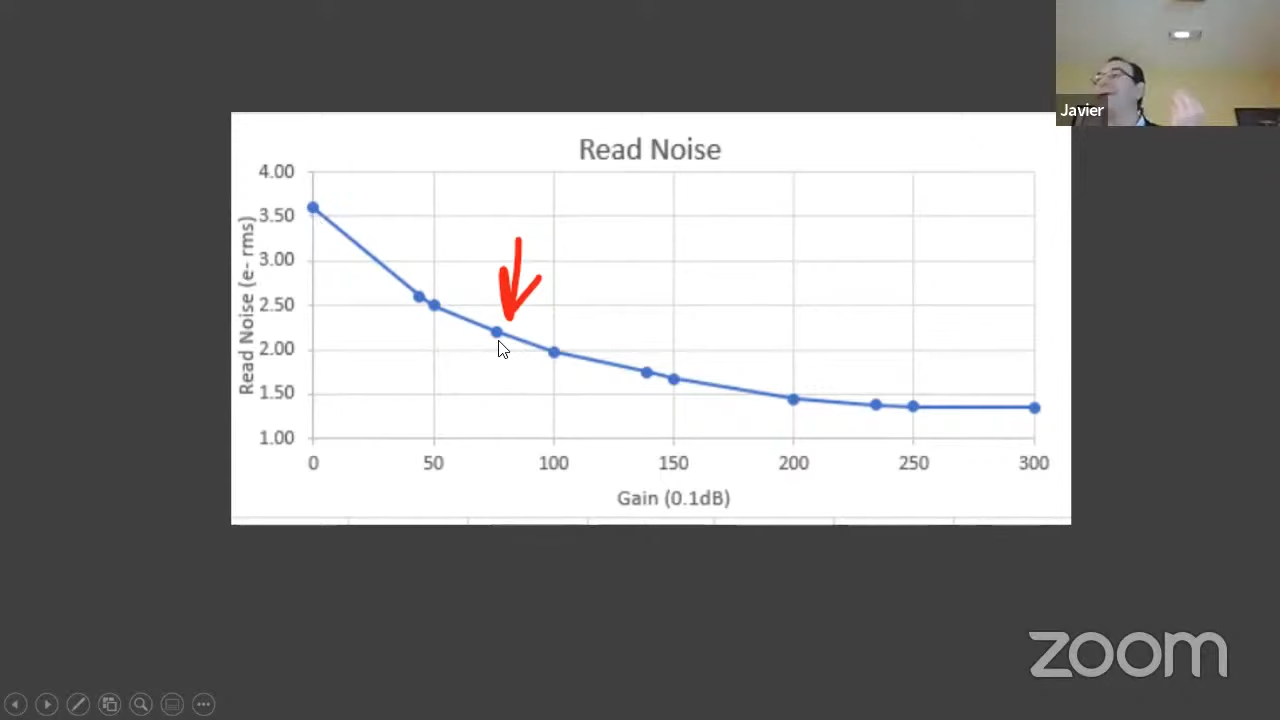 Javier
Read Noise
4.00
3.50
3.00
2.50
2.00
1.50
1.00
Read Noise (e- rms)
0 50 100 150 200 250 300
Gain (0.1dB)
zoom